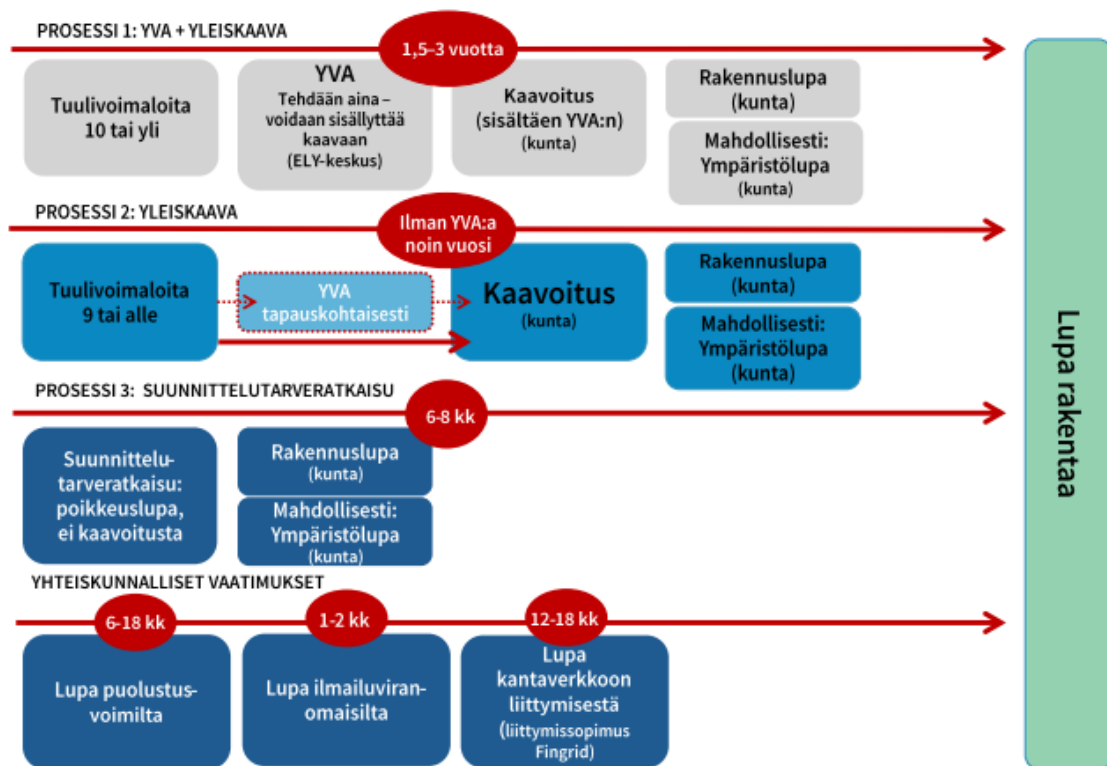 PROSESSI 1: YVA + YLEISKAAVA
1,5–3 vuotta
Tuulivoimaloita
10 tai yli
YVA
Tehdään aina –
voidaan sisällyttää
kaavaan
(ELY-keskus)
Kaavoitus
(sisältäen YVA:n)
(kunta)
Rakennuslupa
(kunta)
Mahdollisesti:
Ympäristölupa
(kunta)
PROSESSI 2: YLEISKAAVA
Ilman YVA:a
noin vuosi
Tuulivoimaloita
9 tai alle
YVA
tapauskohtaisesti
Kaavoitus
(kunta)
Rakennuslupa
(kunta)
Mahdollisesti:
Ympäristölupa
(kunta)
PROSESSI 3: SUUNNITTELUTARVERATKAISU
6-8 kk
Suunnittelu-
tarveratkaisu:
poikkeuslupa,
ei kaavoitusta
Rakennuslupa
(kunta)
Mahdollisesti:
Ympäristölupa
(kunta)
YHTEISKUNNALLISET VAATIMUKSET
6-18 kk
1-2 kk
12-18 kk
Lupa puolustus-
voimilta
Lupa ilmailuviran-
omaisilta
Lupa
kantaverkkoon
liittymisestä
(liittymissopimus
Fingrid)
Lupa rakentaa